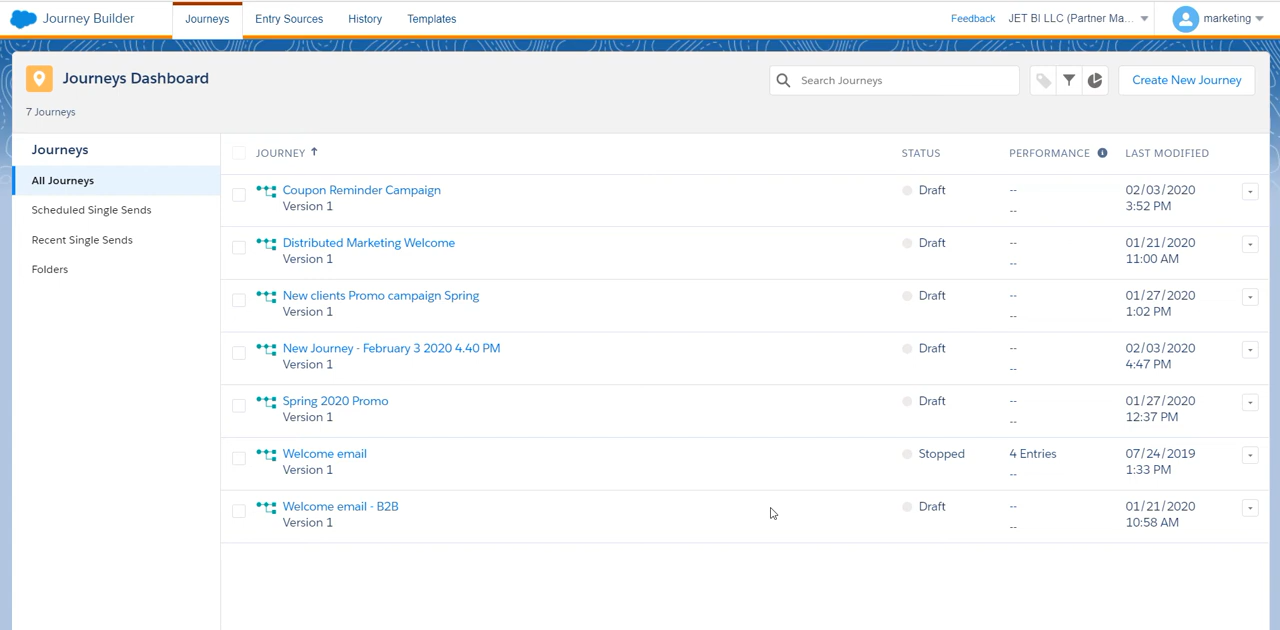 Journey Builder
Journeys
Entry Sources
History
Templates
Feedback
JET BI LLC (Partner Ma...
marketing
Journeys Dashboard
7 Journeys
Search Journeys
Create New Journey
Journeys
All Journeys
Scheduled Single Sends
Recent Single Sends
Folders
JOURNEY
STATUS
PERFORMANCE
LAST MODIFIED
Coupon Reminder Campaign
Version 1
Draft
--
--
02/03/2020
3:52 PM
Distributed Marketing Welcome
Version 1
Draft
--
--
01/21/2020
11:00 AM
New clients Promo campaign Spring
Version 1
Draft
--
--
01/27/2020
1:02 PM
New Journey - February 3 2020 4.40 PM
Version 1
Draft
--
--
02/03/2020
4:47 PM
Spring 2020 Promo
Version 1
Draft
--
--
01/27/2020
12:37 PM
Welcome email
Version 1
Stopped
4 Entries
--
07/24/2019
1:33 PM
Welcome email - B2B
Version 1
Draft
--
--
01/21/2020
10:58 AM